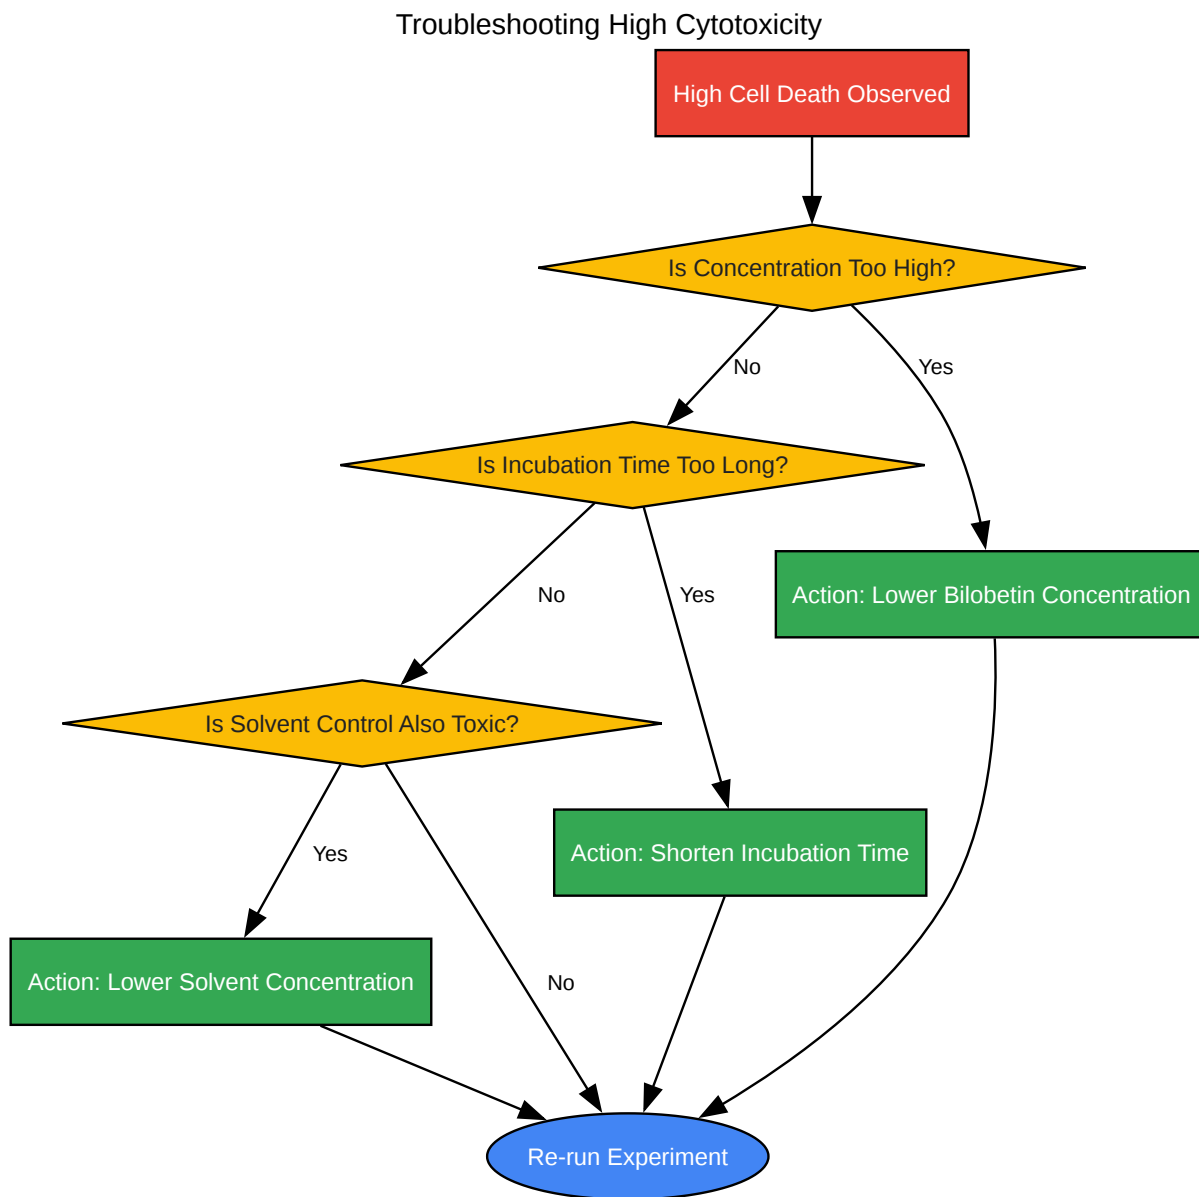 Troubleshooting High Cytotoxicity
High Cell Death Observed
Is Concentration Too High?
No
Yes
Is Incubation Time Too Long?
No
Yes
Action: Lower Bilobetin Concentration
Is Solvent Control Also Toxic?
Yes
Action: Shorten Incubation Time
Action: Lower Solvent Concentration
No
Re-run Experiment